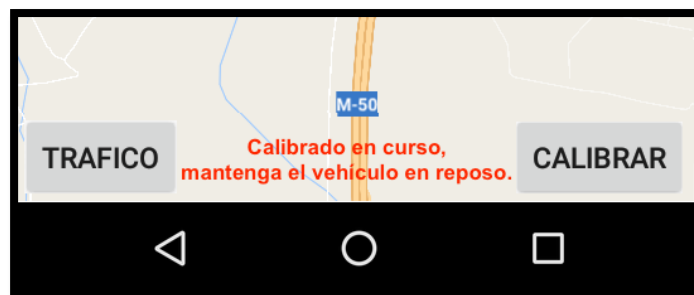 M-50
TRAFICO
Calibrado en curso,
mantenga el vehículo en reposo.
CALIBRAR